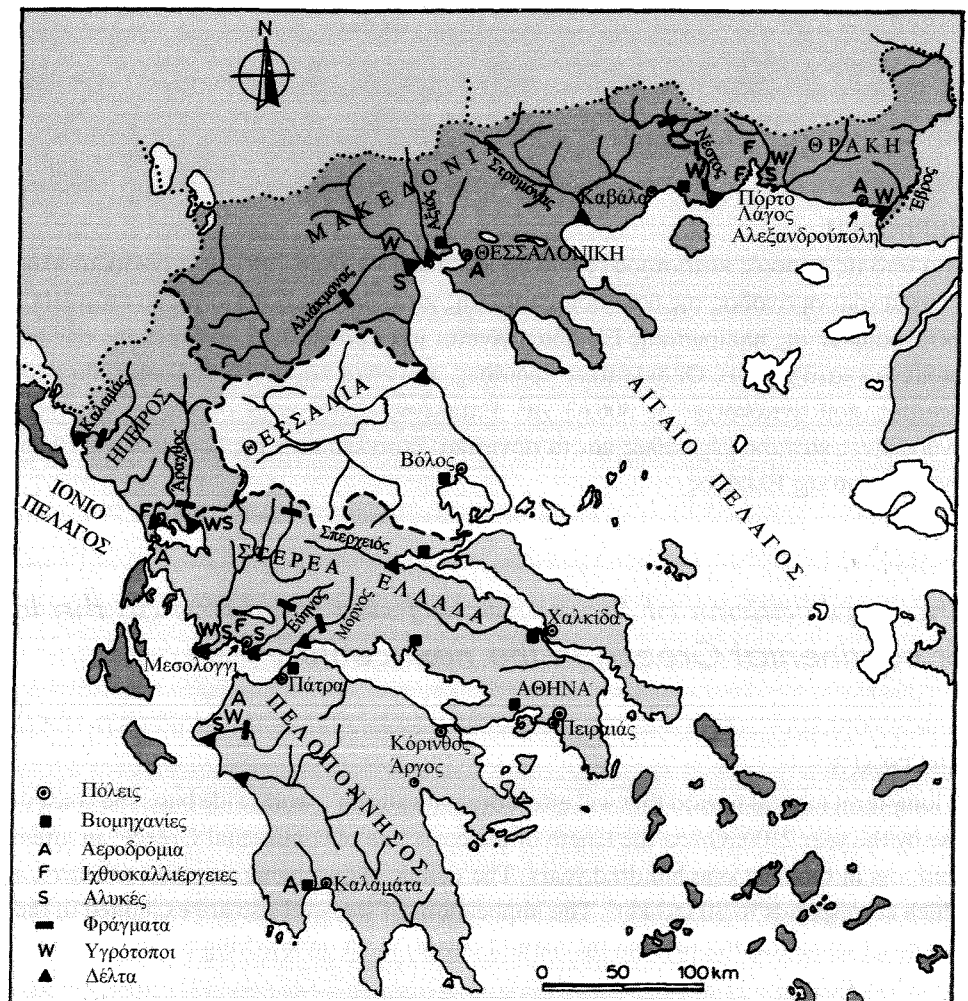 N
ΜΑΚΕΔΟΝΙΑ
ΘΡΑΚΗ
Αξιός
Στρυμόνας
Νέστος
Έβρος
Καβάλα
F
W
W
F
S
A
W
Πόρτο
Λάγος
Αλεξανδρούπολη
W
ΘΕΣΣΑΛΟΝΙΚΗ
A
S
Αλιάκμονας
ΘΕΣΣΑΛΙΑ
ΑΙΓΑΙΟ
ΠΕΛΑΓΟΣ
Καλαμάς
ΗΠΕΙΡΟΣ
Άραχθος
Βόλος
ΙΟΝΙΟ
ΠΕΛΑΓΟΣ
F
W S
A
Σπερχειός
ΣΤΕΡΕΑ
ΕΛΛΑΔΑ
Εύηνος
Μόρνος
W S F S
Χαλκίδα
Μεσολογγι
Πάτρα
ΑΘΗΝΑ
Πειραιάς
A
S W
ΠΕΛΟΠΟΝΝΗΣΟΣ
Κόρινθος
Αργος
A
Καλαμάτα
Πόλεις
Βιομηχανίες
A Αεροδρόμια
F Ιχθυοκαλλιέργειες
S Αλυκές
Φράγματα
W Υγρότοποι
Δέλτα
0 50 100 km